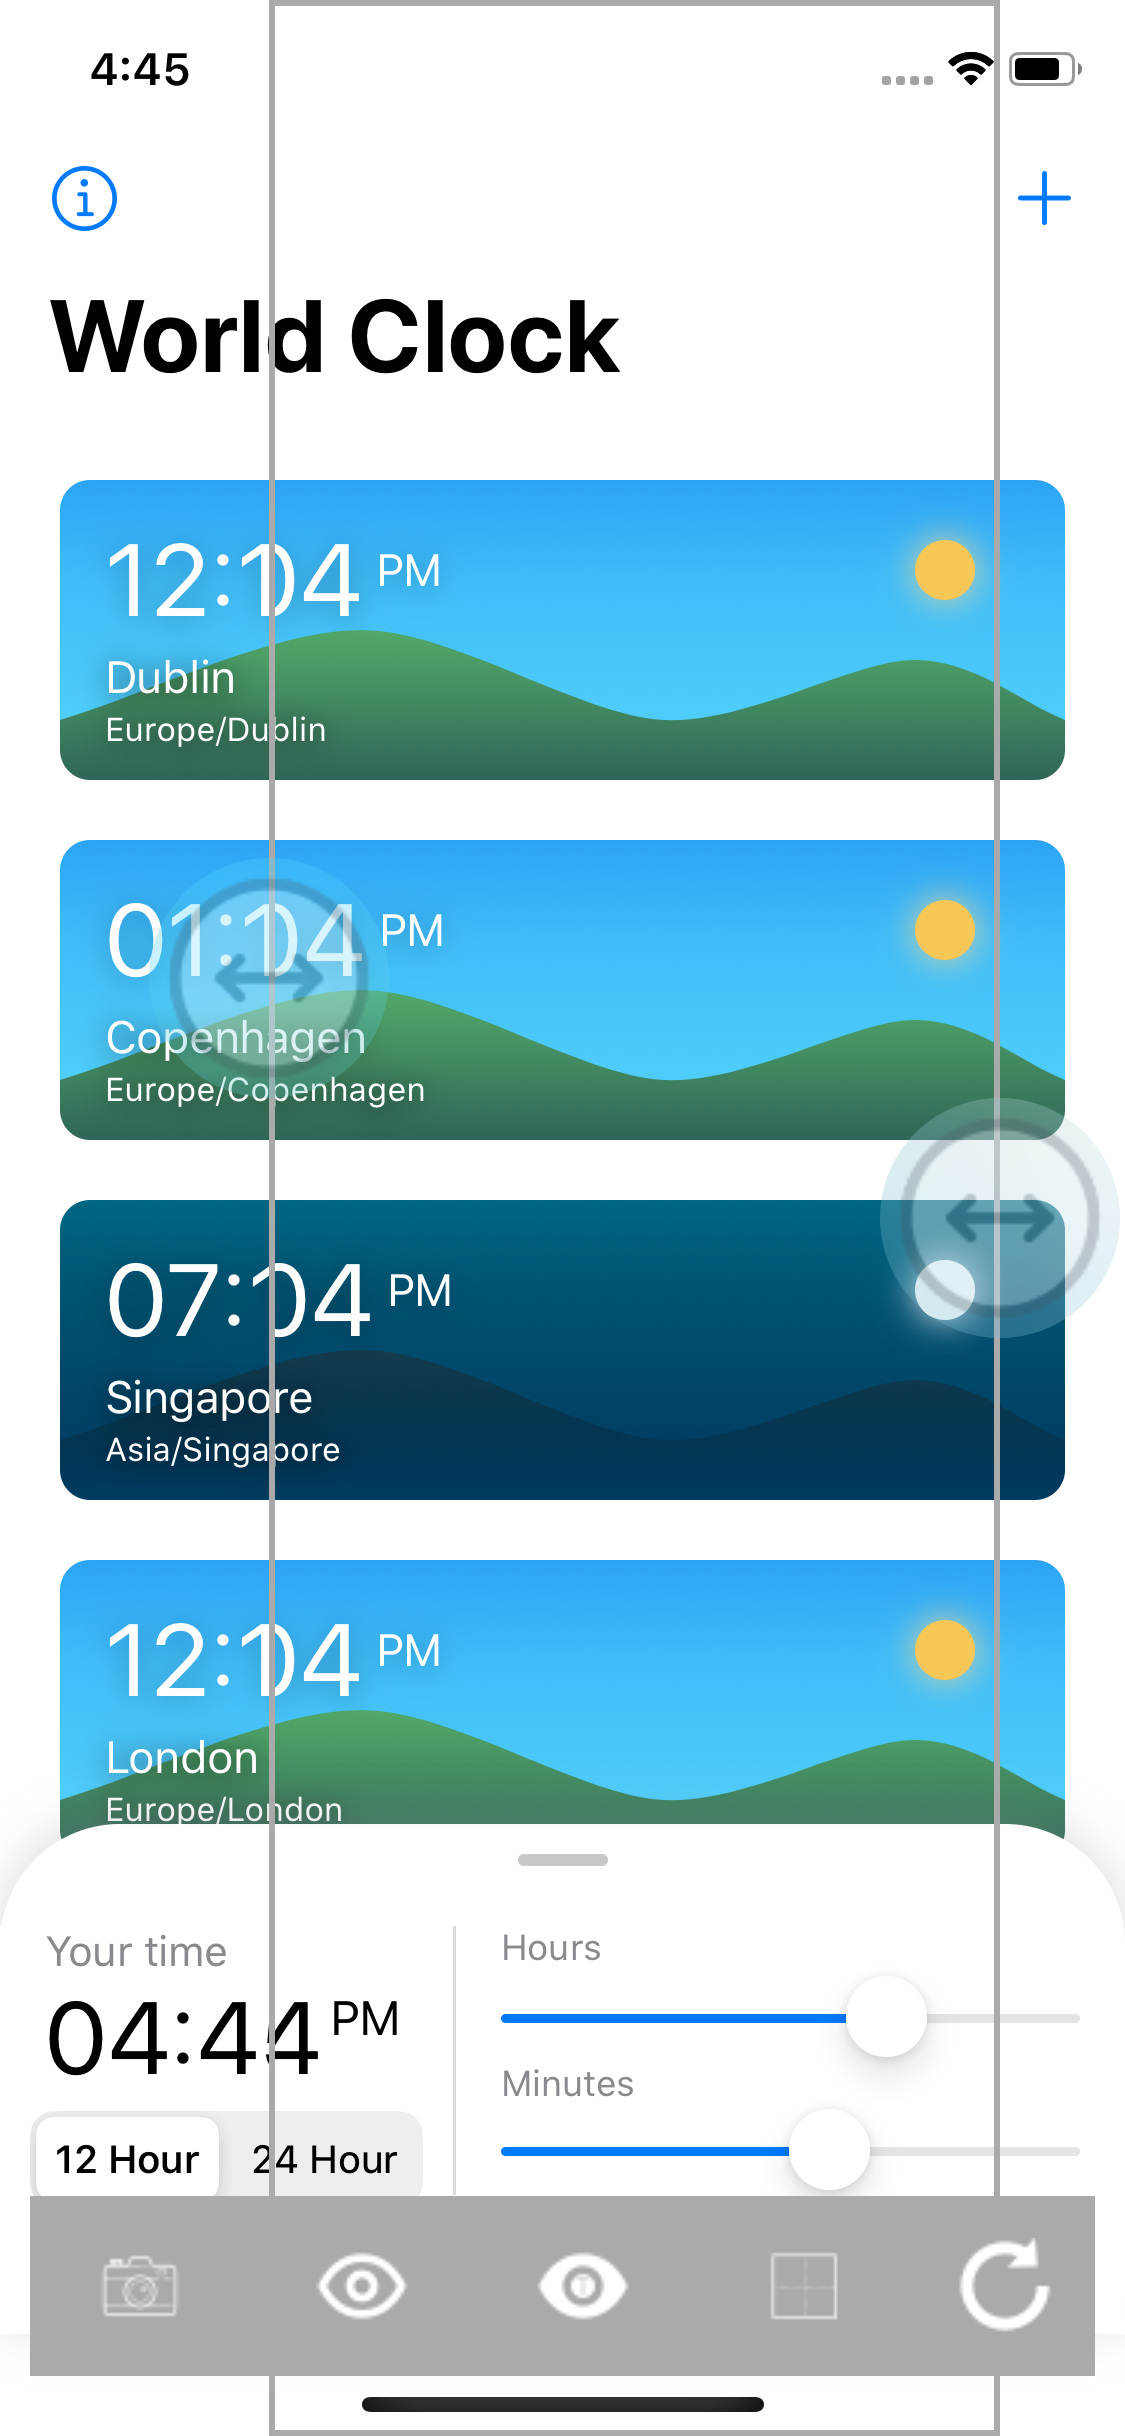 4:45
World Clock
12:04 PM
Dublin
Europe/Dublin
01:04 PM
Copenhagen
Europe/Copenhagen
07:04 PM
Singapore
Asia/Singapore
12:04 PM
London
Europe/London
Your time
04:44 PM
12 Hour 24 Hour
Hours
Minutes